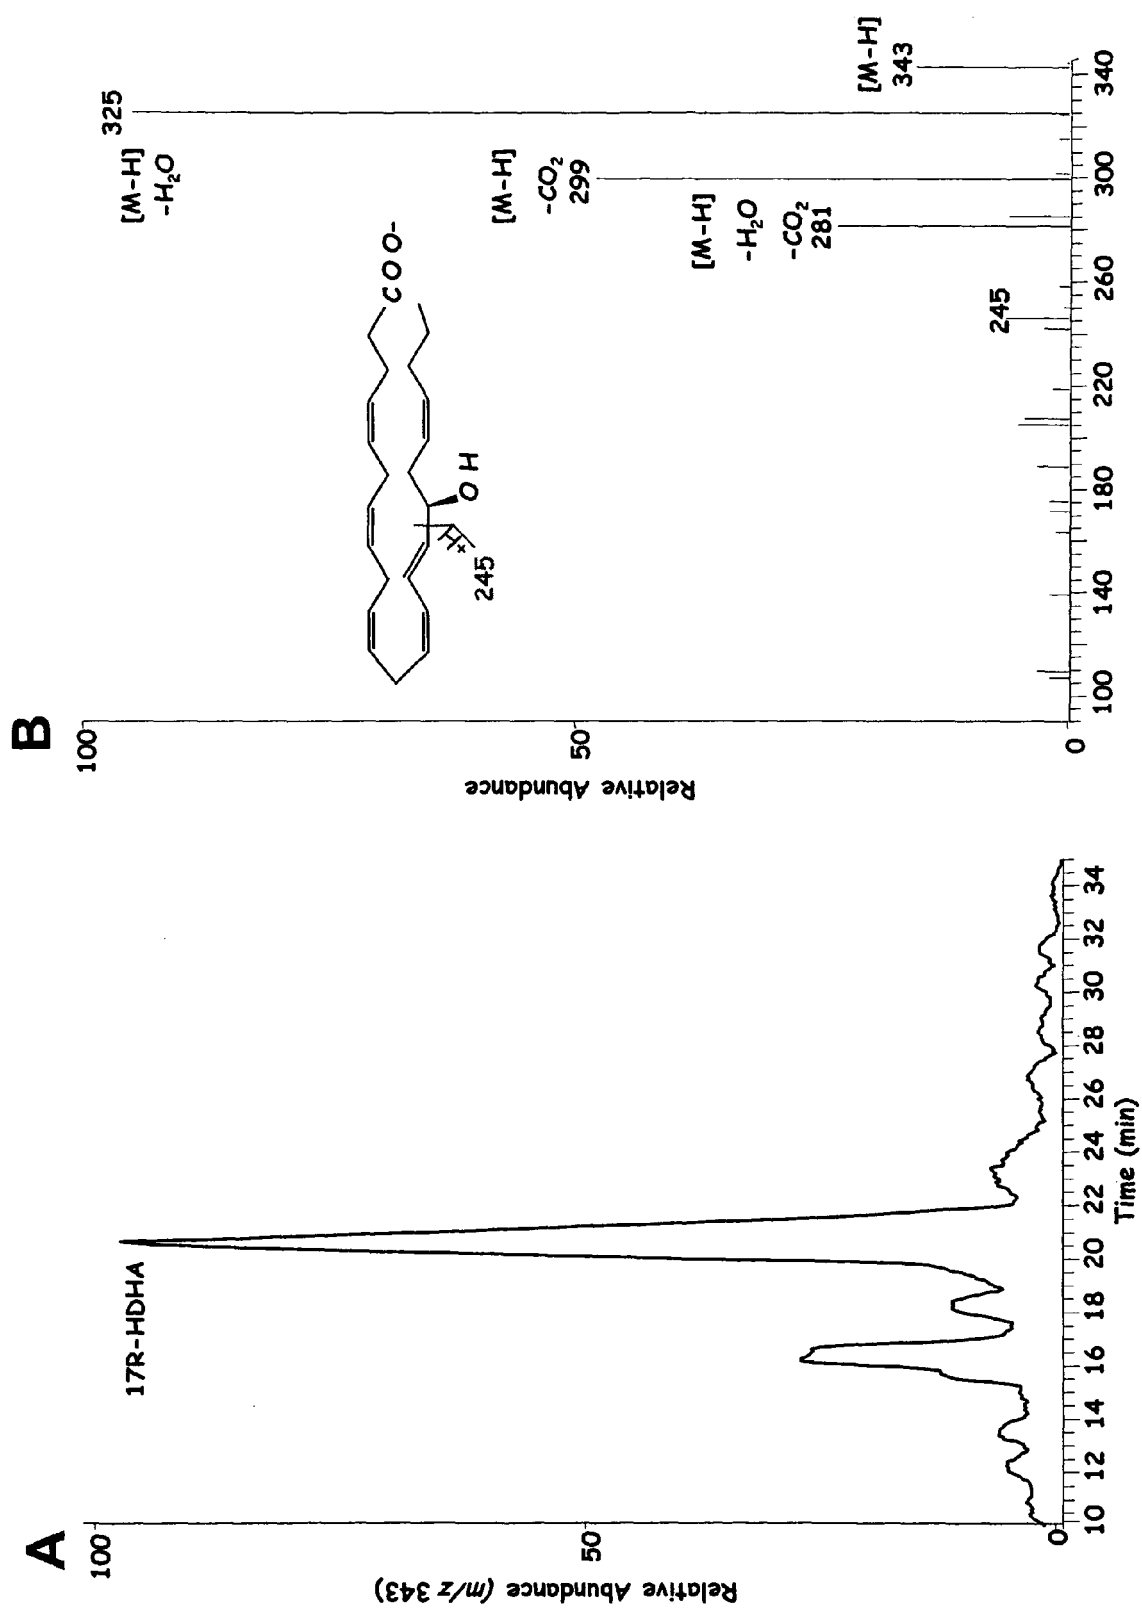 A
Relative Abundance (m/z 343)
100
50
0
17R-HDHA
10 12 14 16 18 20 22 24 26 28 30 32 34
Time (min)
B
Relative Abundance
100
50
0
[M-H]
-H₂O
325
[M-H]
-CO₂
299
[M-H]
-H₂O
-CO₂
281
245
[M-H]
343
COO-
OH
H
245
100 140 180 220 260 300 340